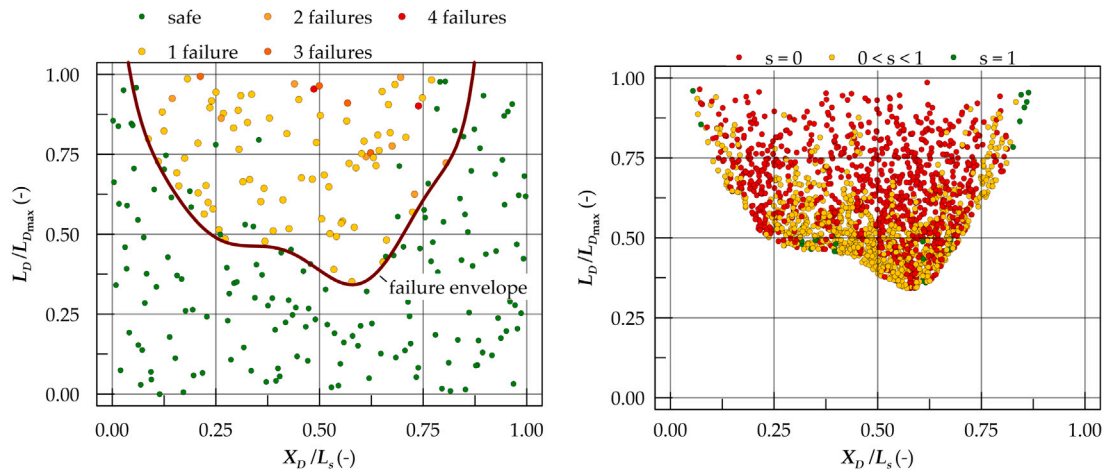 safe 2 failures 4 failures
1 failure 3 failures
1.00
0.75
0.50
0.25
0.00
L_D/L_Dmax (-)
failure envelope
0.00 0.25 0.50 0.75 1.00
X_D/L_s (-)
s = 0 0 < s < 1 s = 1
1.00
0.75
0.50
0.25
0.00
L_D/L_Dmax (-)
0.00 0.25 0.50 0.75 1.00
X_D/L_s (-)